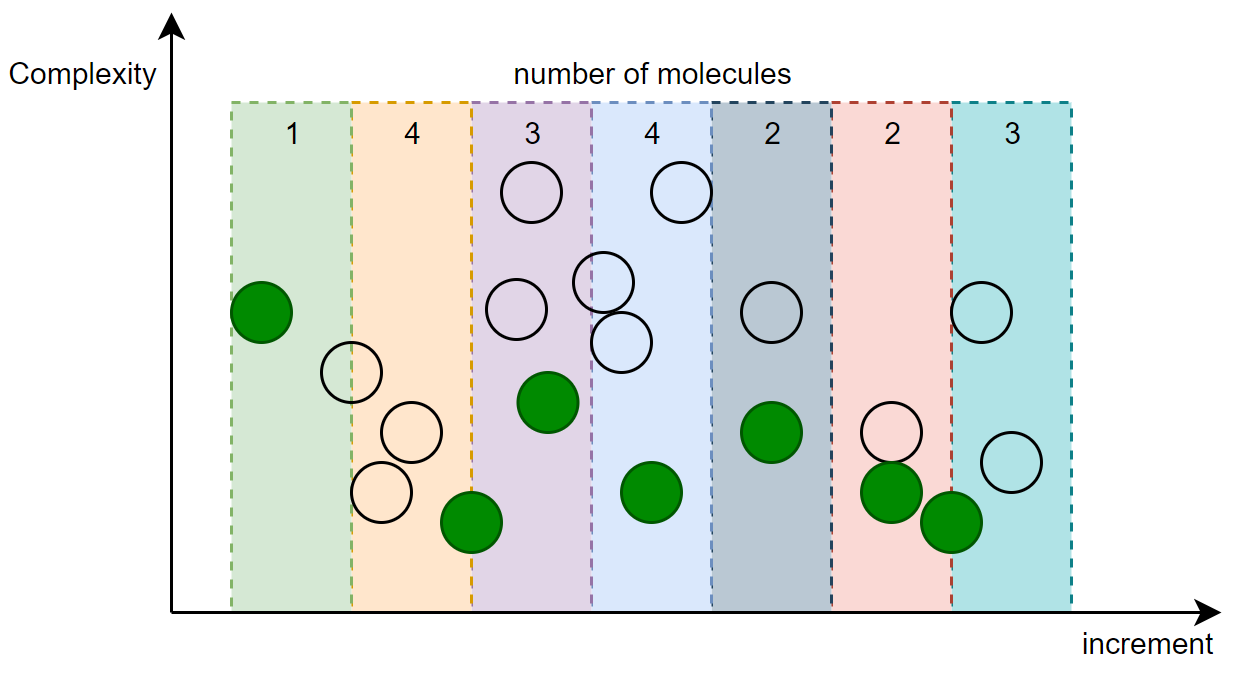 Complexity
number of molecules
1 4 3 4 2 2 3
increment